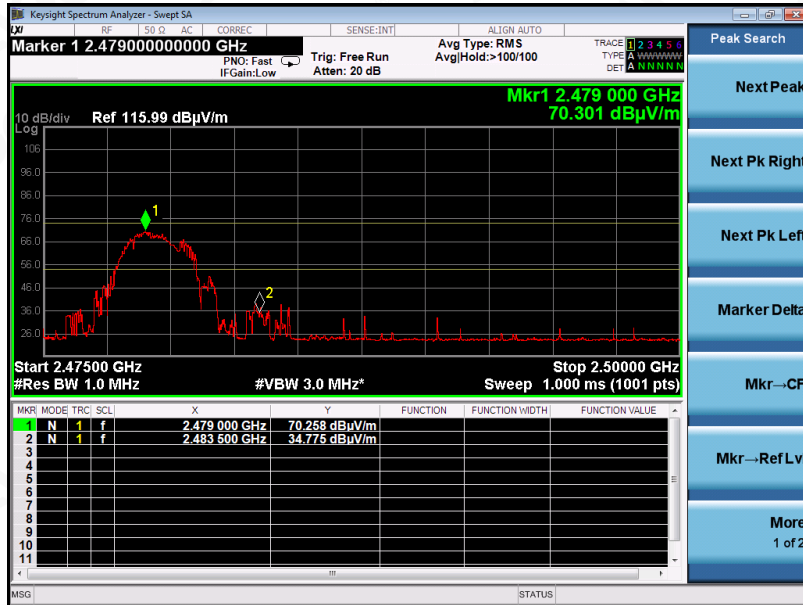 Keysight Spectrum Analyzer - Swept SA
LXI RF 50 Ω AC CORREC SENSE:INT ALIGN AUTO
Marker 1 2.479000000000 GHz
PNO: Fast
IFGain:Low
Trig: Free Run
Atten: 20 dB
Avg Type: RMS
Avg|Hold:>100/100
TRACE 1 2 3 4 5 6
TYPE A WWWWW
DET A N N N N N
Mkr1 2.479 000 GHz
70.301 dBµV/m
10 dB/div Ref 115.99 dBµV/m
Log
106
96.0
86.0
76.0
66.0
56.0
46.0
36.0
26.0
1
2
Start 2.47500 GHz Stop 2.50000 GHz
#Res BW 1.0 MHz #VBW 3.0 MHz* Sweep 1.000 ms (1001 pts)
MKR MODE TRC SCL X Y FUNCTION FUNCTION WIDTH FUNCTION VALUE
1 N 1 f 2.479 000 GHz 70.258 dBµV/m
2 N 1 f 2.483 500 GHz 34.775 dBµV/m
3
4
5
6
7
8
9
10
11
MSG STATUS
Peak Search
Next Peak
Next Pk Right
Next Pk Left
Marker Delta
Mkr→CF
Mkr→Ref Lv
More
1 of 2